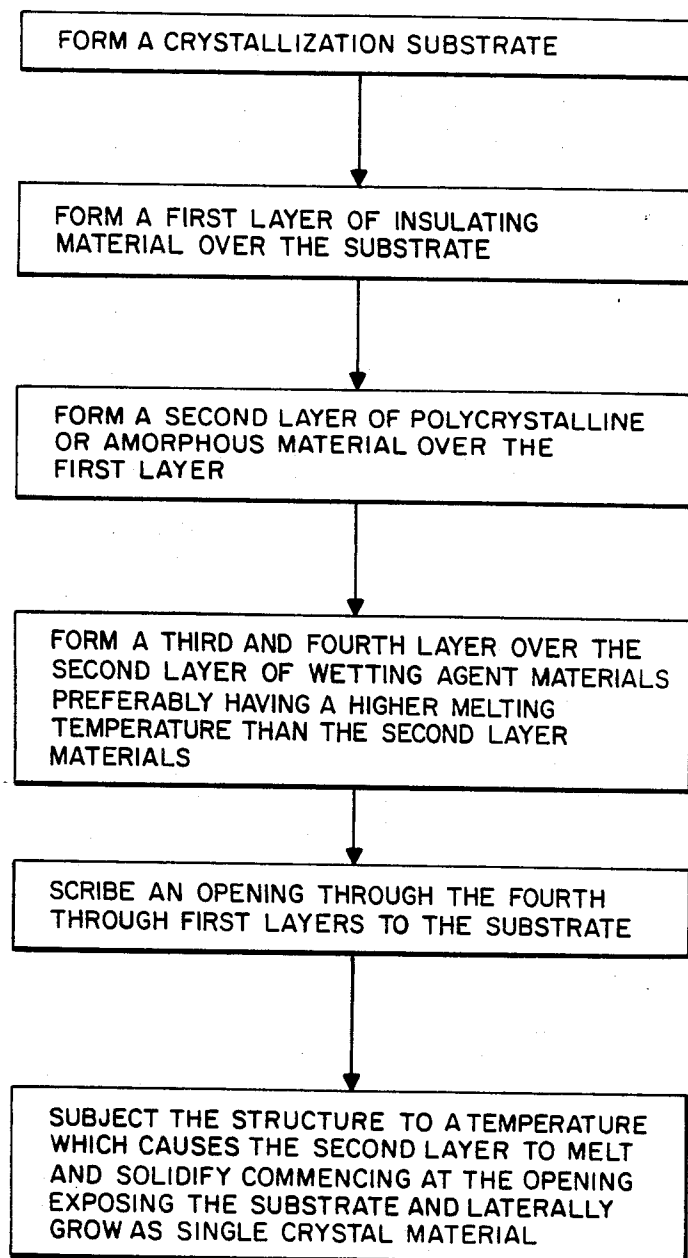 FORM A CRYSTALLIZATION SUBSTRATE
FORM A FIRST LAYER OF INSULATING
MATERIAL OVER THE SUBSTRATE
FORM A SECOND LAYER OF POLYCRYSTALLINE
OR AMORPHOUS MATERIAL OVER THE
FIRST LAYER
FORM A THIRD AND FOURTH LAYER OVER THE
SECOND LAYER OF WETTING AGENT MATERIALS
PREFERABLY HAVING A HIGHER MELTING
TEMPERATURE THAN THE SECOND LAYER
MATERIALS
SCRIBE AN OPENING THROUGH THE FOURTH
THROUGH FIRST LAYERS TO THE SUBSTRATE
SUBJECT THE STRUCTURE TO A TEMPERATURE
WHICH CAUSES THE SECOND LAYER TO MELT
AND SOLIDIFY COMMENCING AT THE OPENING
EXPOSING THE SUBSTRATE AND LATERALLY
GROW AS SINGLE CRYSTAL MATERIAL